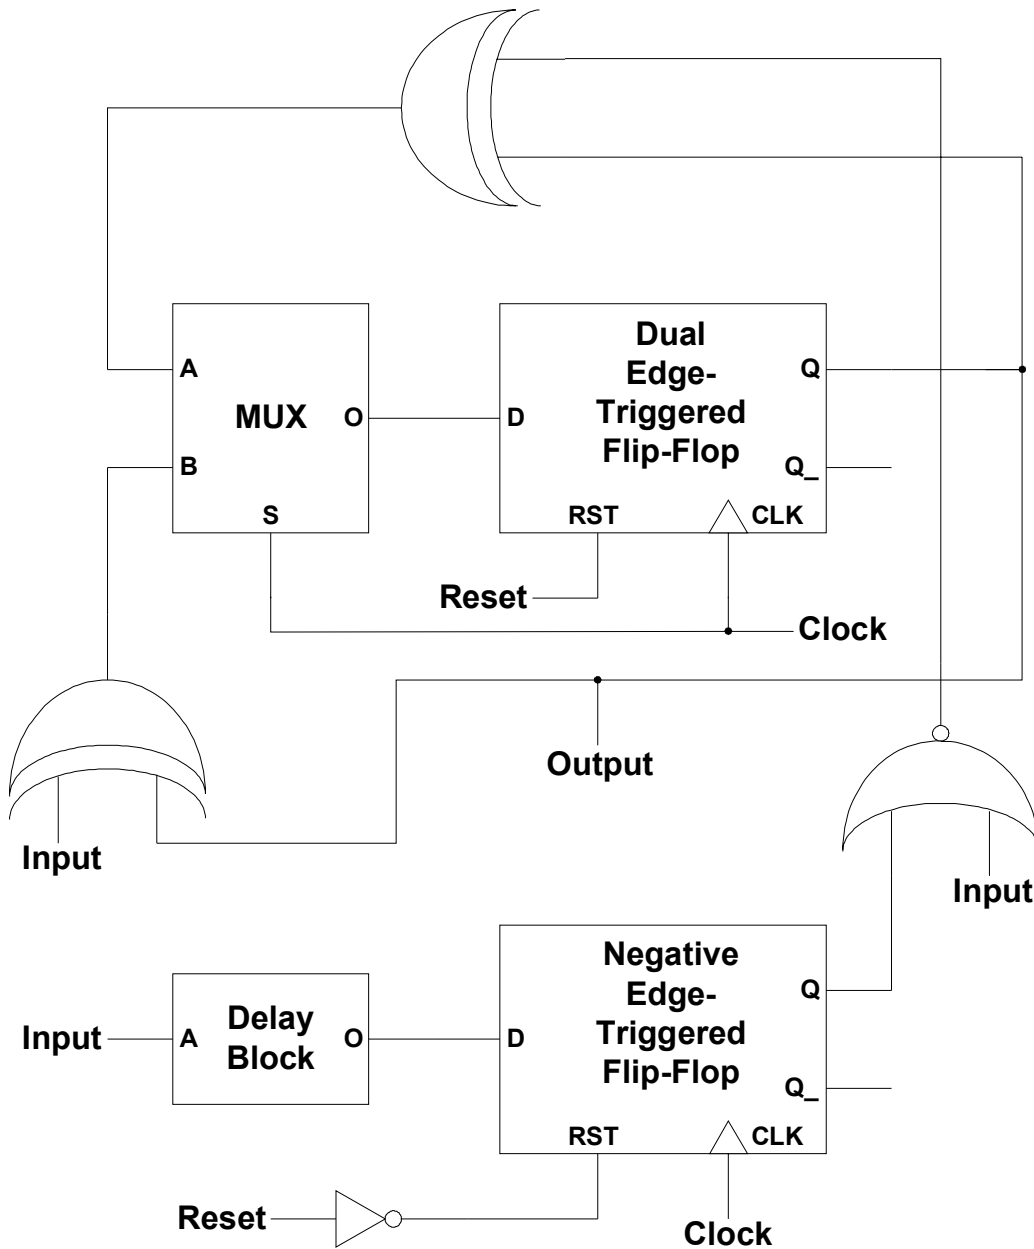 Dual
Edge-
Triggered
Flip-Flop
A
MUX
O
D
Q
B
Q_
S
RST
CLK
Reset
Clock
Output
Input
Input
Negative
Edge-
Triggered
Flip-Flop
Q
Input
A
Delay
Block
O
D
Q_
RST
CLK
Reset
Clock